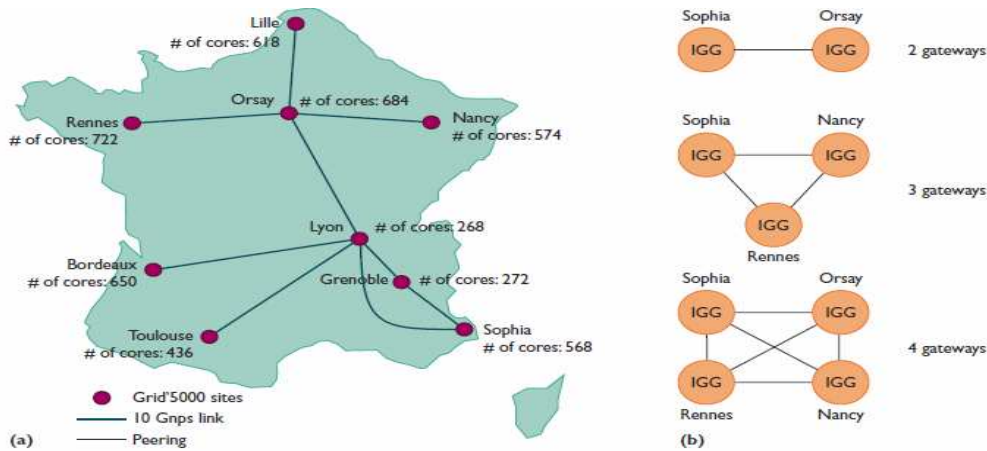 Lille
# of cores: 618
Orsay
# of cores: 684
Rennes
# of cores: 722
Nancy
# of cores: 574
Lyon
# of cores: 268
Bordeaux
# of cores: 650
Grenoble
# of cores: 272
Toulouse
# of cores: 436
Sophia
# of cores: 568
Grid'5000 sites
10 Gnps link
Peering
(a)
Sophia
Orsay
IGG
IGG
2 gateways
Sophia
Nancy
IGG
IGG
3 gateways
IGG
Rennes
Sophia
Orsay
IGG
IGG
4 gateways
IGG
IGG
Rennes
Nancy
(b)